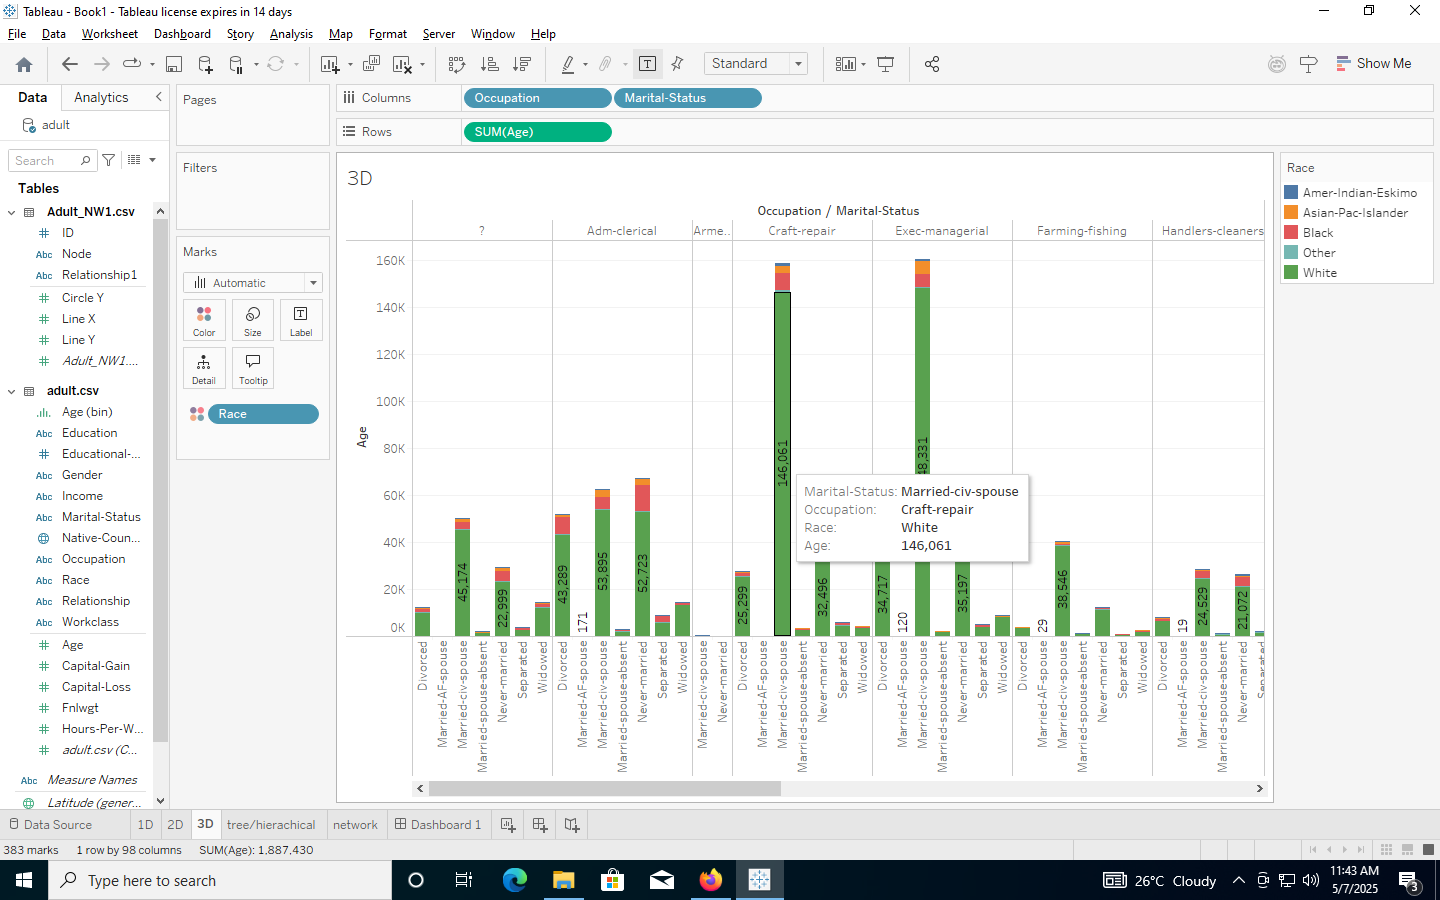 Tableau - Book1 - Tableau license expires in 14 days
File Data Worksheet Dashboard Story Analysis Map Format Server Window Help
Standard
Show Me
Data Analytics
adult
Search
Tables
Adult_NW1.csv
ID
Abc Node
Abc Relationship1
Circle Y
Line X
Line Y
Adult_NW1....
adult.csv
Age (bin)
Abc Education
Educational-...
Abc Gender
Abc Income
Abc Marital-Status
Native-Coun...
Abc Occupation
Abc Race
Abc Relationship
Abc Workclass
Age
Capital-Gain
Capital-Loss
Fnlwgt
Hours-Per-W...
adult.csv (C...
Abc Measure Names
Latitude (gener...
Pages
Filters
Marks
Automatic
Color Size Label
Detail Tooltip
Race
Columns Occupation Marital-Status
Rows SUM(Age)
3D
Occupation / Marital-Status
? Adm-clerical Arme.. Craft-repair Exec-managerial Farming-fishing Handlers-cleaners
Age
160K
140K
120K
100K
80K
60K
40K
20K
0K
45,174
22,999
43,289
171
53,895
52,723
25,299
146,061
32,496
34,717
120
48,331
35,197
29
38,546
19
24,529
21,072
Marital-Status: Married-civ-spouse
Occupation: Craft-repair
Race: White
Age: 146,061
Divorced
Married-AF-spouse
Married-civ-spouse
Married-spouse-absent
Never-married
Separated
Widowed
Divorced
Married-AF-spouse
Married-civ-spouse
Married-spouse-absent
Never-married
Separated
Widowed
Married-civ-spouse
Never-married
Divorced
Married-AF-spouse
Married-civ-spouse
Married-spouse-absent
Never-married
Separated
Widowed
Divorced
Married-AF-spouse
Married-civ-spouse
Married-spouse-absent
Never-married
Separated
Widowed
Divorced
Married-AF-spouse
Married-civ-spouse
Married-spouse-absent
Never-married
Separated
Widowed
Divorced
Married-AF-spouse
Married-civ-spouse
Married-spouse-absent
Never-married
Separated
Race
Amer-Indian-Eskimo
Asian-Pac-Islander
Black
Other
White
Data Source 1D 2D 3D tree/hierachical network Dashboard 1
383 marks 1 row by 98 columns SUM(Age): 1,887,430
Type here to search
26°C Cloudy
11:43 AM
5/7/2025
3